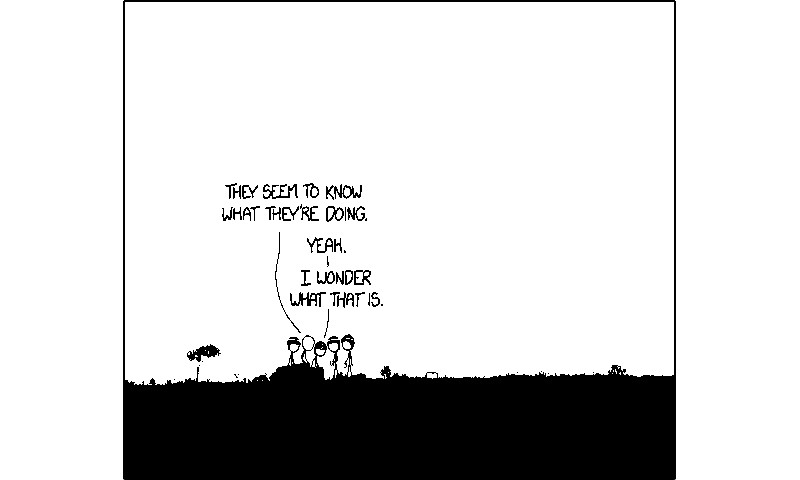 THEY SEEM TO KNOW
WHAT THEY'RE DOING.
YEAH.
I WONDER
WHAT THAT IS.